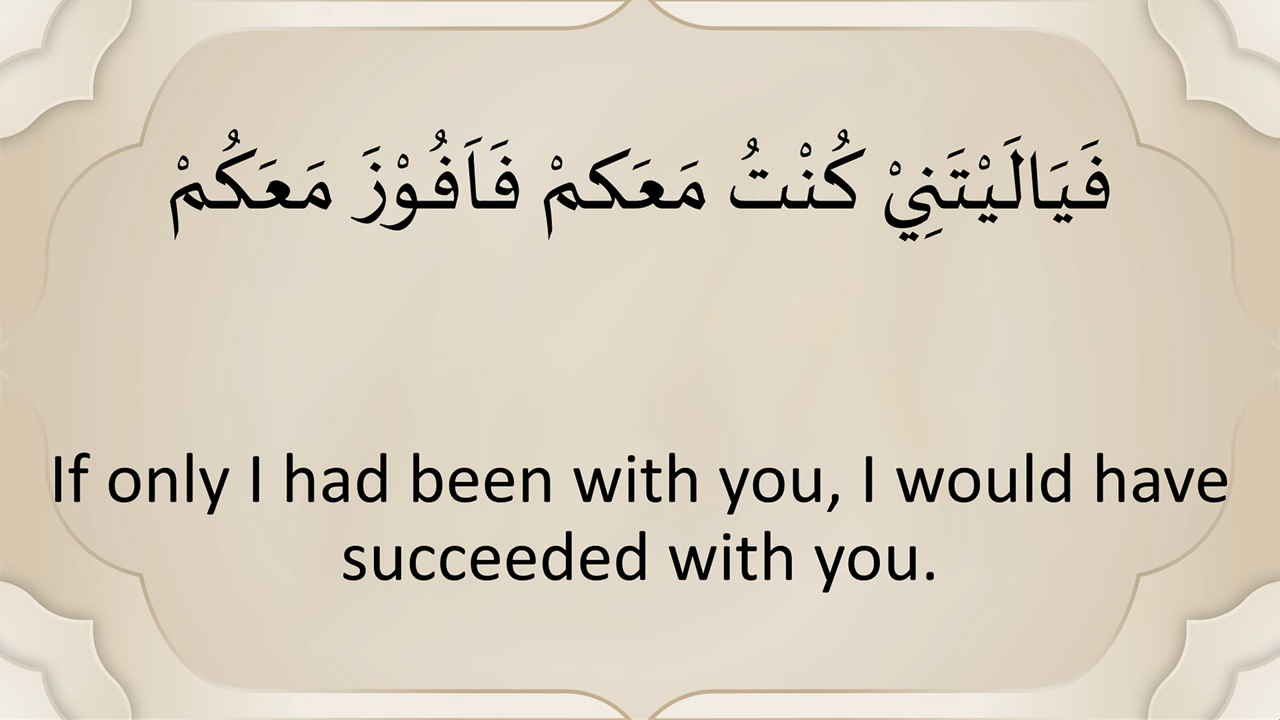 فَيَالَيْتَنِيْ كُنْتُ مَعَكمْ فَاَفُوْزَ مَعَكُمْ
If only I had been with you, I would have
succeeded with you.